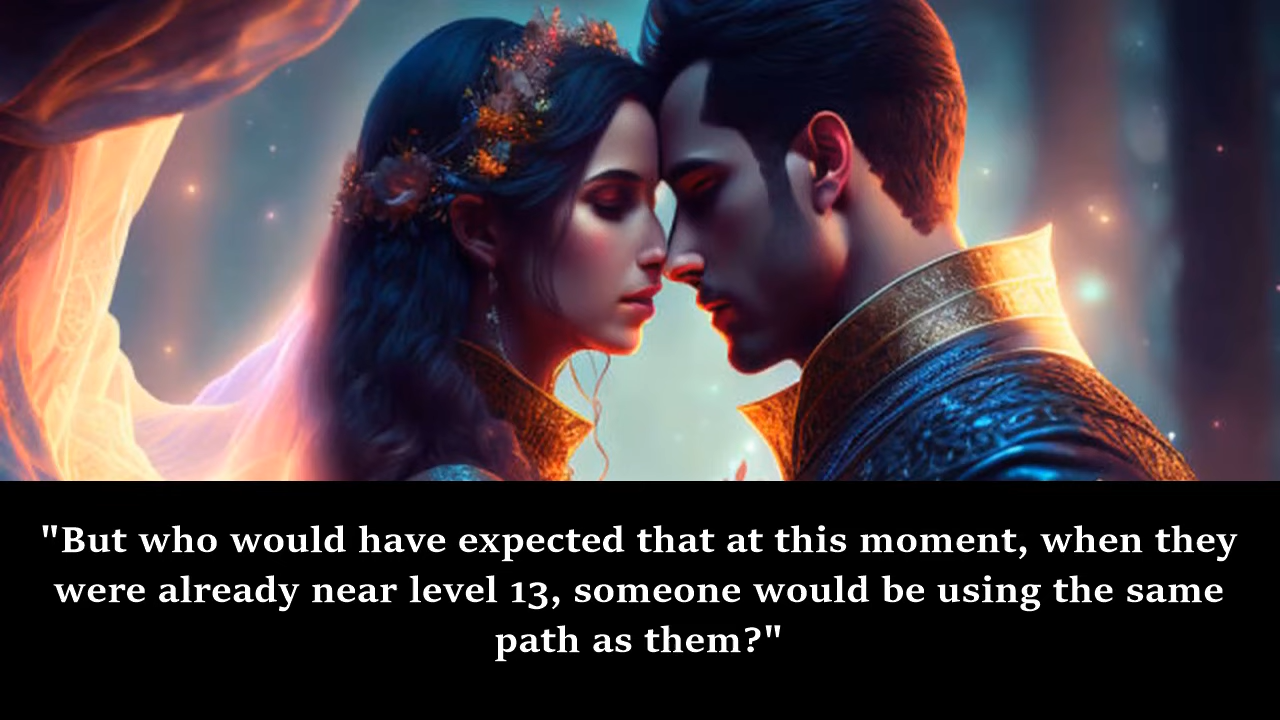 "But who would have expected that at this moment, when they
were already near level 13, someone would be using the same
path as them?"